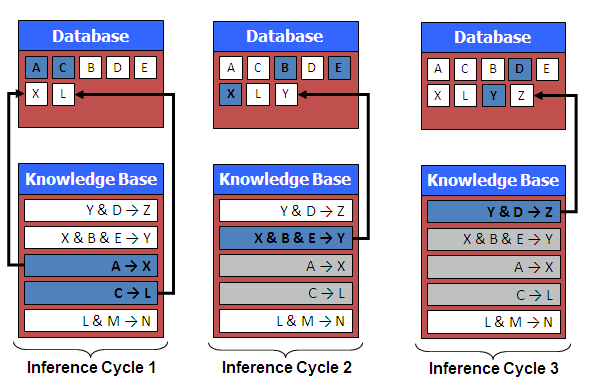 Database
A C B D E
X L
Knowledge Base
Y & D → Z
X & B & E → Y
A → X
C → L
L & M → N
Inference Cycle 1
Database
A C B D E
X L Y
Knowledge Base
Y & D → Z
X & B & E → Y
A → X
C → L
L & M → N
Inference Cycle 2
Database
A C B D E
X L Y Z
Knowledge Base
Y & D → Z
X & B & E → Y
A → X
C → L
L & M → N
Inference Cycle 3